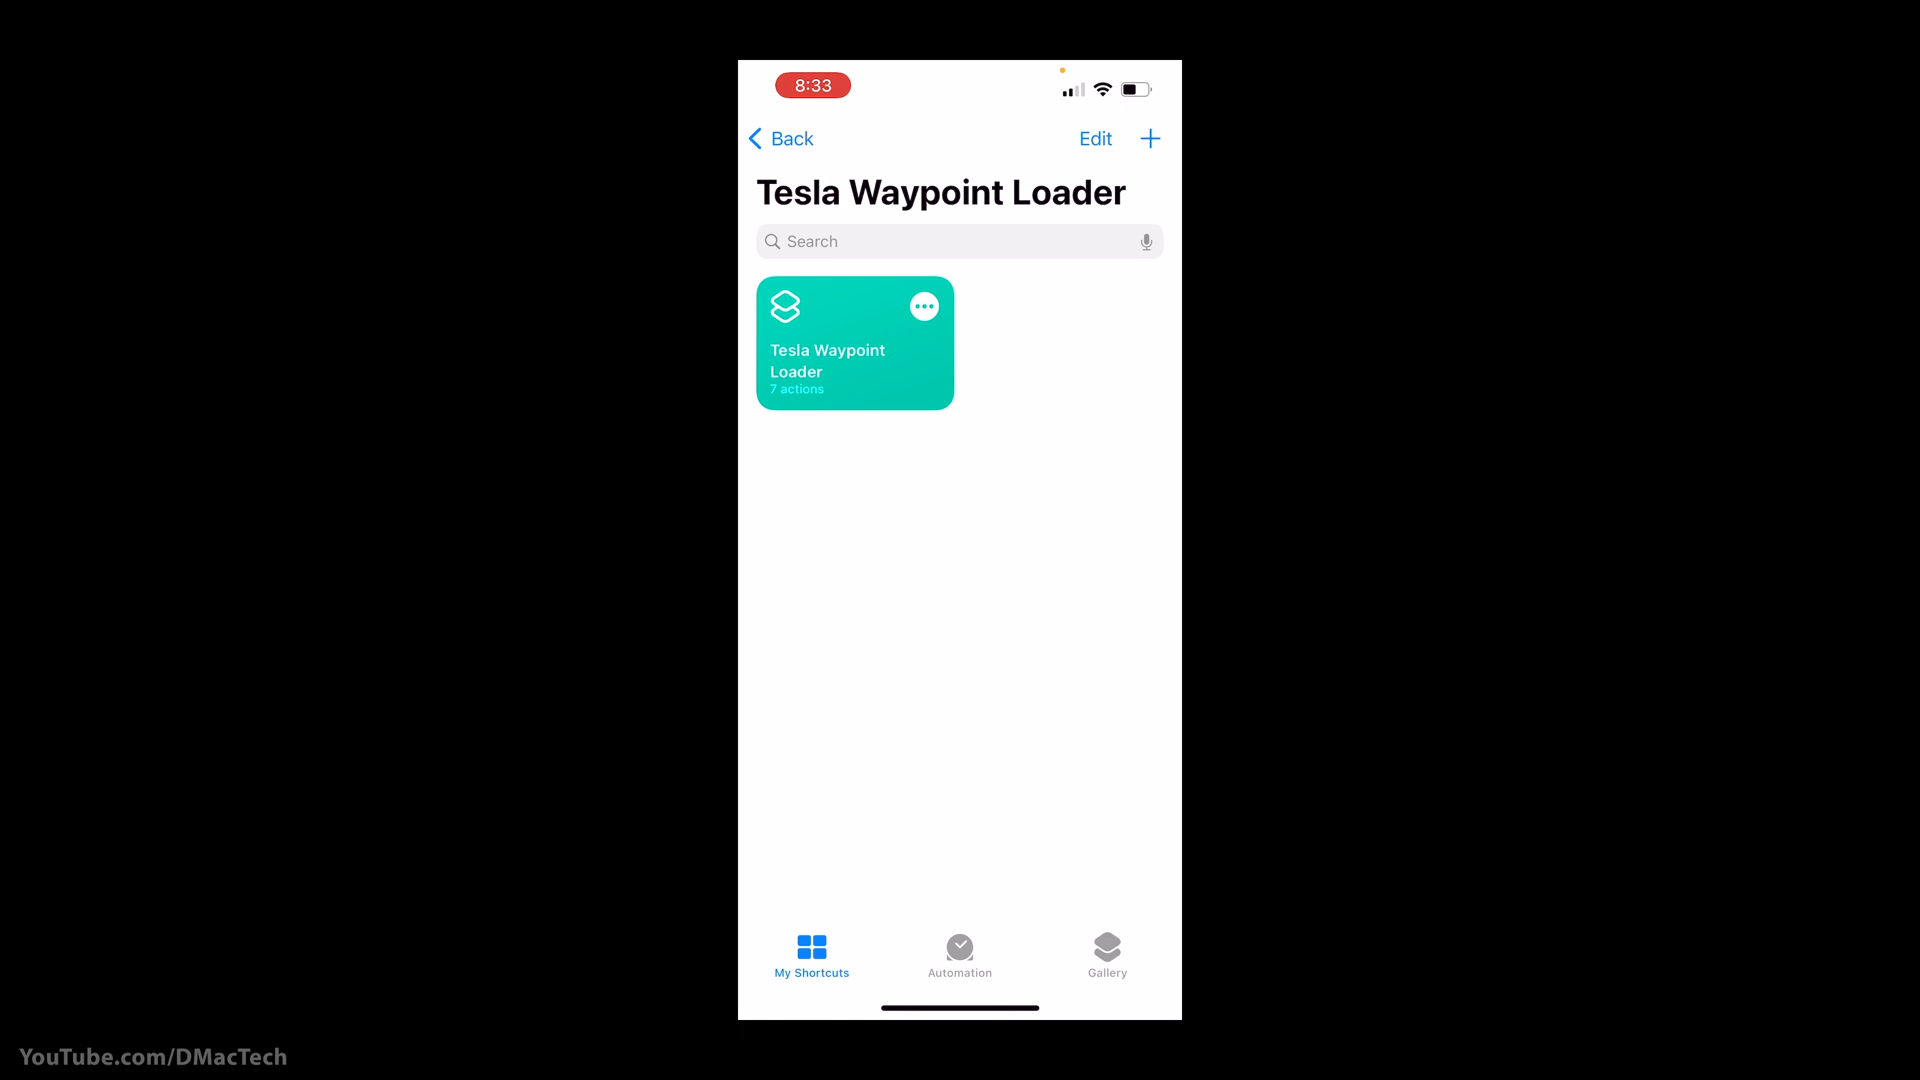 8:33
Back
Edit
Tesla Waypoint Loader
Search
Tesla Waypoint
Loader
7 actions
My Shortcuts
Automation
Gallery
YouTube.com/DMacTech